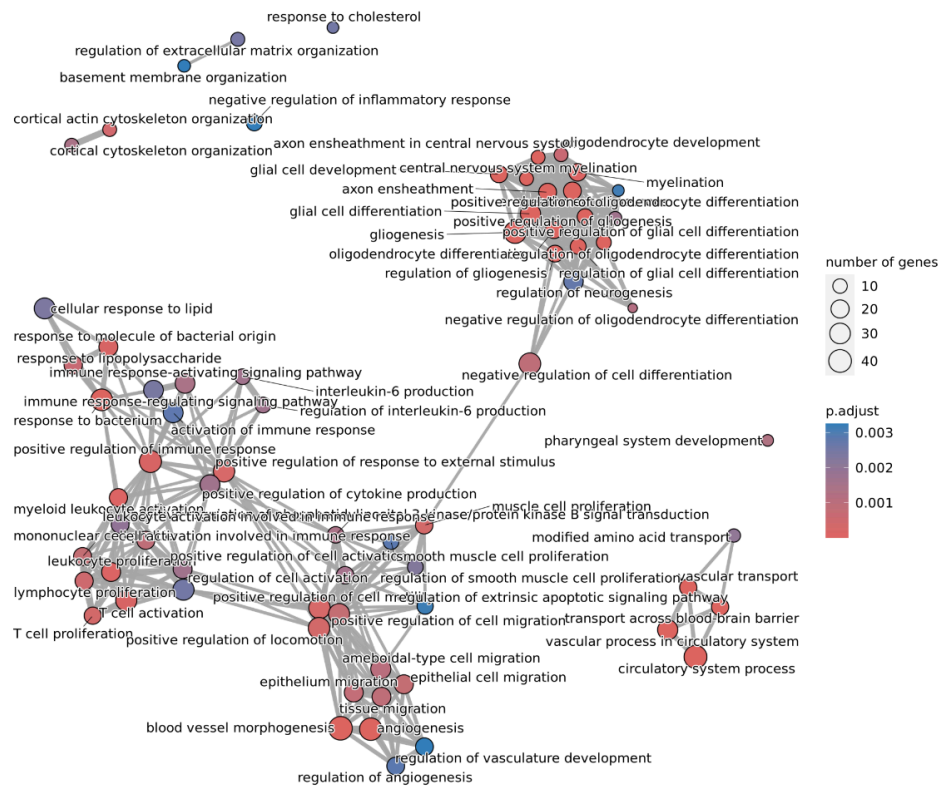 response to cholesterol
regulation of extracellular matrix organization
basement membrane organization
negative regulation of inflammatory response
cortical actin cytoskeleton organization
cortical cytoskeleton organization
axon ensheathment in central nervous system
oligodendrocyte development
glial cell development
central nervous system myelination
axon ensheathment
myelination
positive regulation of oligodendrocyte differentiation
glial cell differentiation
positive regulation of gliogenesis
gliogenesis
positive regulation of glial cell differentiation
oligodendrocyte differentiation
regulation of oligodendrocyte differentiation
regulation of gliogenesis
regulation of glial cell differentiation
regulation of neurogenesis
negative regulation of oligodendrocyte differentiation
number of genes
10
20
30
40
cellular response to lipid
response to molecule of bacterial origin
response to lipopolysaccharide
immune response-activating signaling pathway
negative regulation of cell differentiation
interleukin-6 production
immune response-regulating signaling pathway
regulation of interleukin-6 production
response to bacterium
activation of immune response
p.adjust
0.003
0.002
0.001
pharyngeal system development
positive regulation of immune response
positive regulation of response to external stimulus
positive regulation of cytokine production
myeloid leukocyte activation
leukocyte activation involved in immune response
kinase/protein kinase B signal transduction
muscle cell proliferation
mononuclear cell
cell activation involved in immune response
modified amino acid transport
leukocyte proliferation
positive regulation of cell activation
smooth muscle cell proliferation
regulation of cell activation
regulation of smooth muscle cell proliferation
vascular transport
lymphocyte proliferation
positive regulation of cell
regulation of extrinsic apoptotic signaling pathway
T cell activation
positive regulation of cell migration
transport across blood-brain barrier
T cell proliferation
positive regulation of locomotion
vascular process in circulatory system
ameboidal-type cell migration
circulatory system process
epithelium migration
epithelial cell migration
tissue migration
blood vessel morphogenesis
angiogenesis
regulation of vasculature development
regulation of angiogenesis